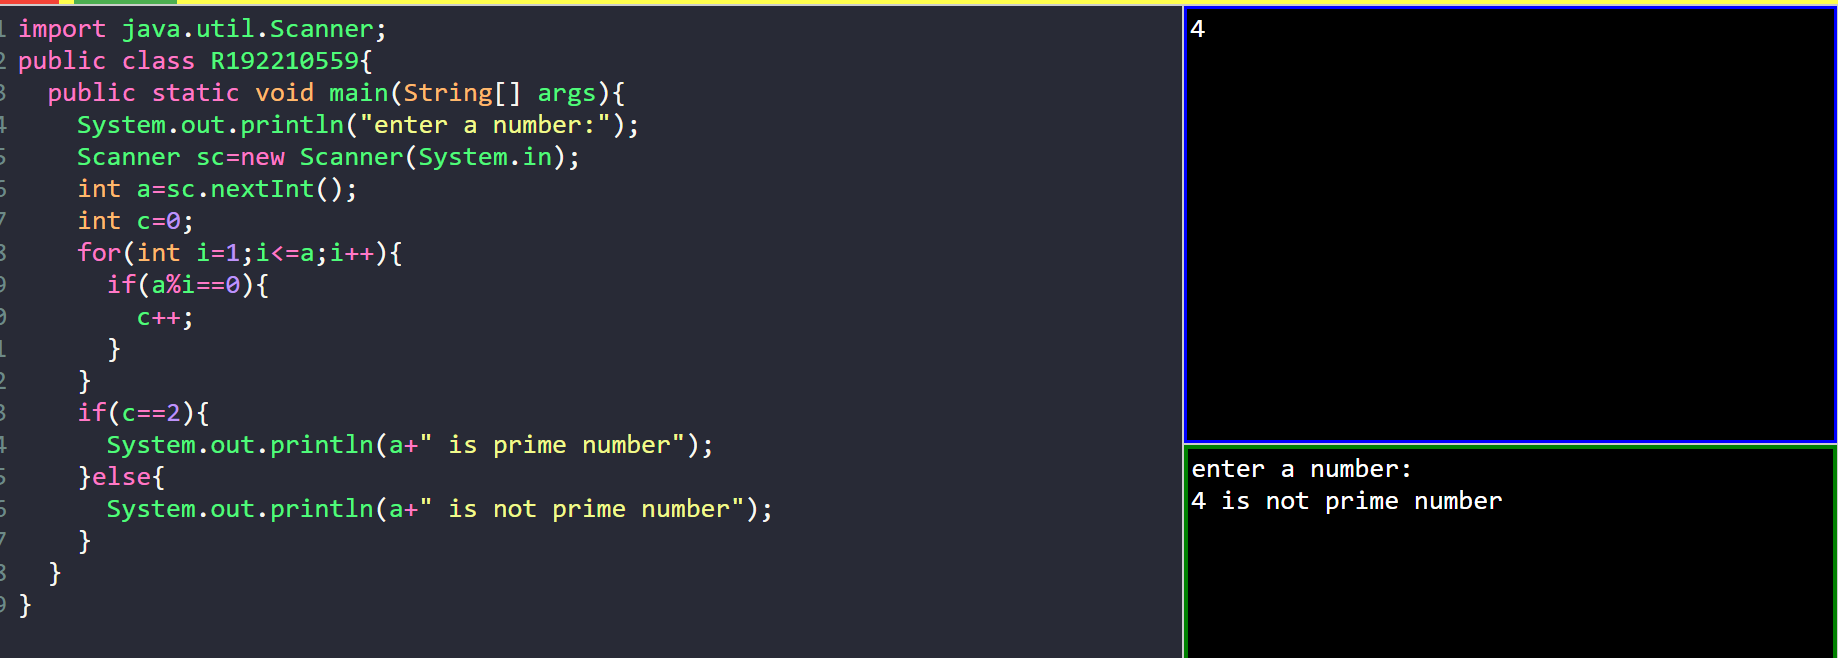 1 import java.util.Scanner;
2 public class R192210559{
3   public static void main(String[] args){
4     System.out.println("enter a number:");
5     Scanner sc=new Scanner(System.in);
6     int a=sc.nextInt();
7     int c=0;
8     for(int i=1;i<=a;i++){
9       if(a%i==0){
0         c++;
1       }
2     }
3     if(c==2){
4       System.out.println(a+" is prime number");
5     }else{
6       System.out.println(a+" is not prime number");
7     }
8   }
9 }
4
enter a number:
4 is not prime number